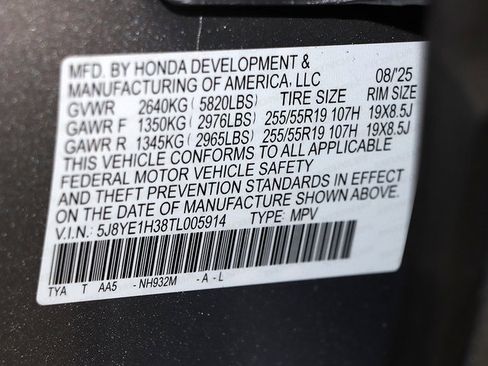 MFD. BY HONDA DEVELOPMENT &
MANUFACTURING OF AMERICA, LLC 08/'25
GVWR 2640KG ( 5820LBS) TIRE SIZE RIM SIZE
GAWR F 1350KG ( 2976LBS) 255/55R19 107H 19X8.5J
GAWR R 1345KG ( 2965LBS) 255/55R19 107H 19X8.5J
THIS VEHICLE CONFORMS TO ALL APPLICABLE
FEDERAL MOTOR VEHICLE SAFETY
AND THEFT PREVENTION STANDARDS IN EFFECT
ON THE DATE OF MANUFACTURE SHOWN ABOVE.
V.I.N.: 5J8YE1H38TL005914 TYPE: MPV
TYA T AA5 - NH932M - A - L